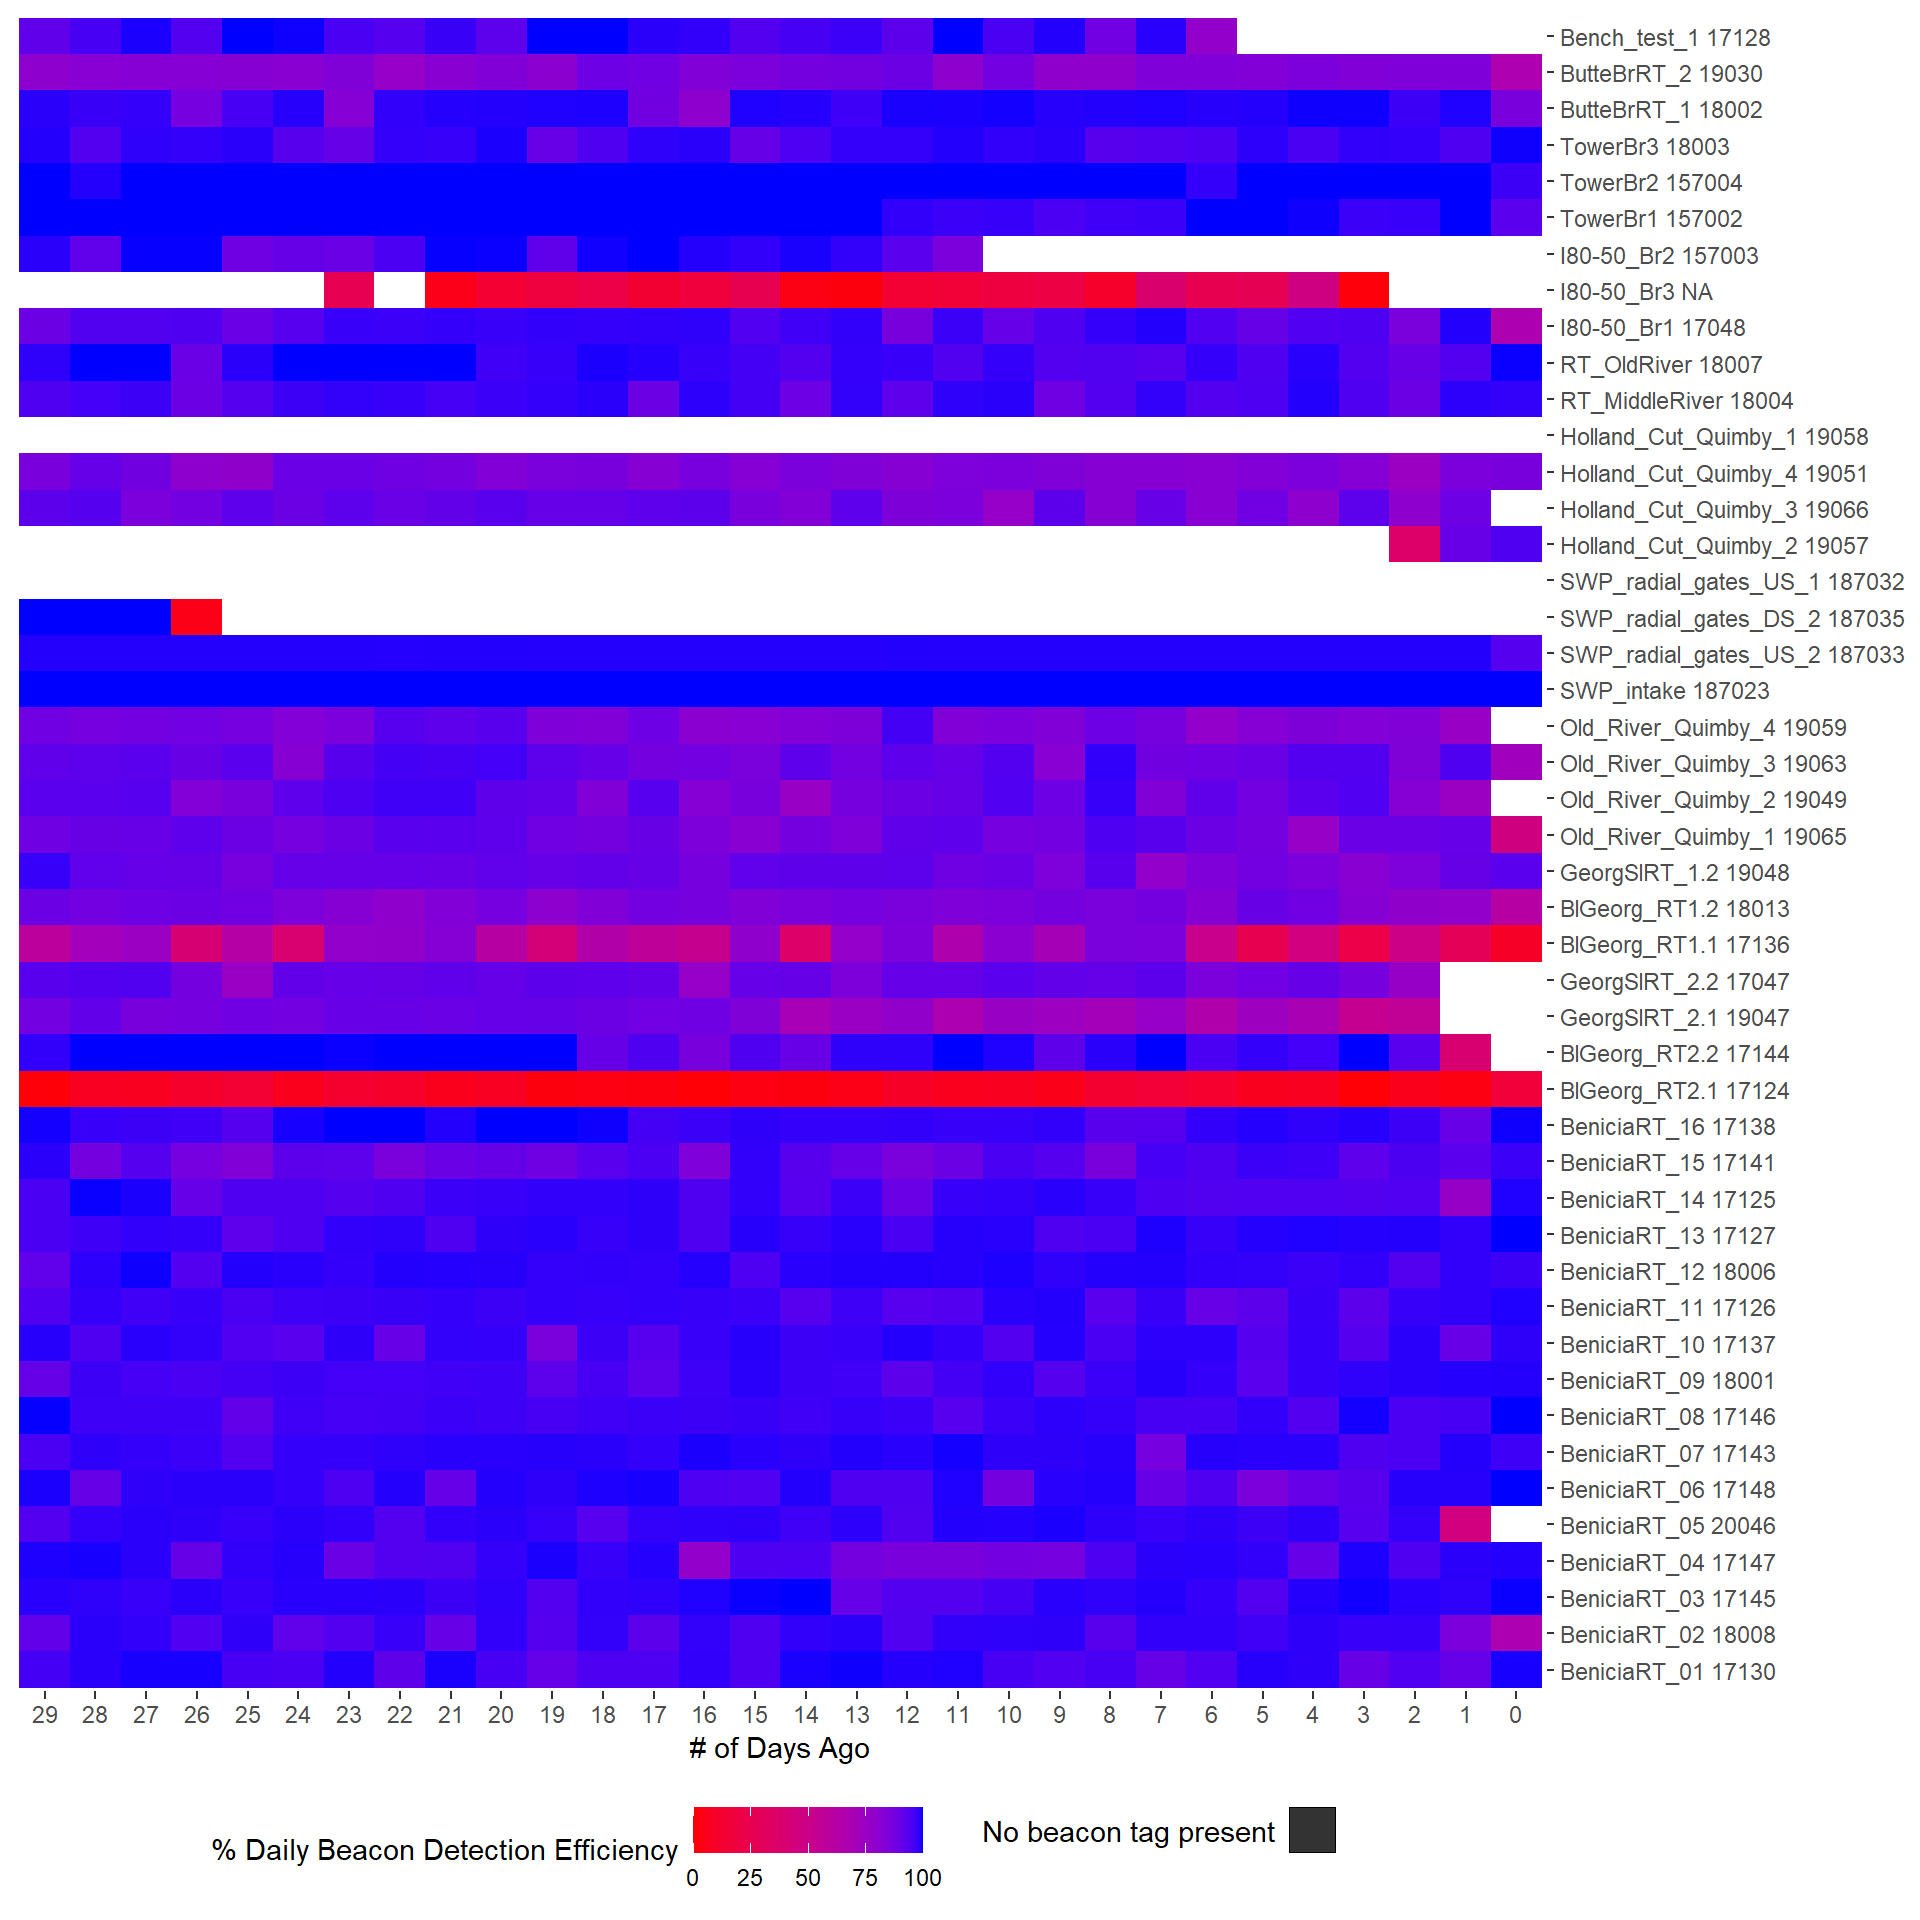 Bench_test_1 17128
ButteBrRT_2 19030
ButteBrRT_1 18002
TowerBr3 18003
TowerBr2 157004
TowerBr1 157002
I80-50_Br2 157003
I80-50_Br3 NA
I80-50_Br1 17048
RT_OldRiver 18007
RT_MiddleRiver 18004
Holland_Cut_Quimby_1 19058
Holland_Cut_Quimby_4 19051
Holland_Cut_Quimby_3 19066
Holland_Cut_Quimby_2 19057
SWP_radial_gates_US_1 187032
SWP_radial_gates_DS_2 187035
SWP_radial_gates_US_2 187033
SWP_intake 187023
Old_River_Quimby_4 19059
Old_River_Quimby_3 19063
Old_River_Quimby_2 19049
Old_River_Quimby_1 19065
GeorgSlRT_1.2 19048
BlGeorg_RT1.2 18013
BlGeorg_RT1.1 17136
GeorgSlRT_2.2 17047
GeorgSlRT_2.1 19047
BlGeorg_RT2.2 17144
BlGeorg_RT2.1 17124
BeniciaRT_16 17138
BeniciaRT_15 17141
BeniciaRT_14 17125
BeniciaRT_13 17127
BeniciaRT_12 18006
BeniciaRT_11 17126
BeniciaRT_10 17137
BeniciaRT_09 18001
BeniciaRT_08 17146
BeniciaRT_07 17143
BeniciaRT_06 17148
BeniciaRT_05 20046
BeniciaRT_04 17147
BeniciaRT_03 17145
BeniciaRT_02 18008
BeniciaRT_01 17130
29 28 27 26 25 24 23 22 21 20 19 18 17 16 15 14 13 12 11 10 9 8 7 6 5 4 3 2 1 0
# of Days Ago
% Daily Beacon Detection Efficiency
0 25 50 75 100
No beacon tag present